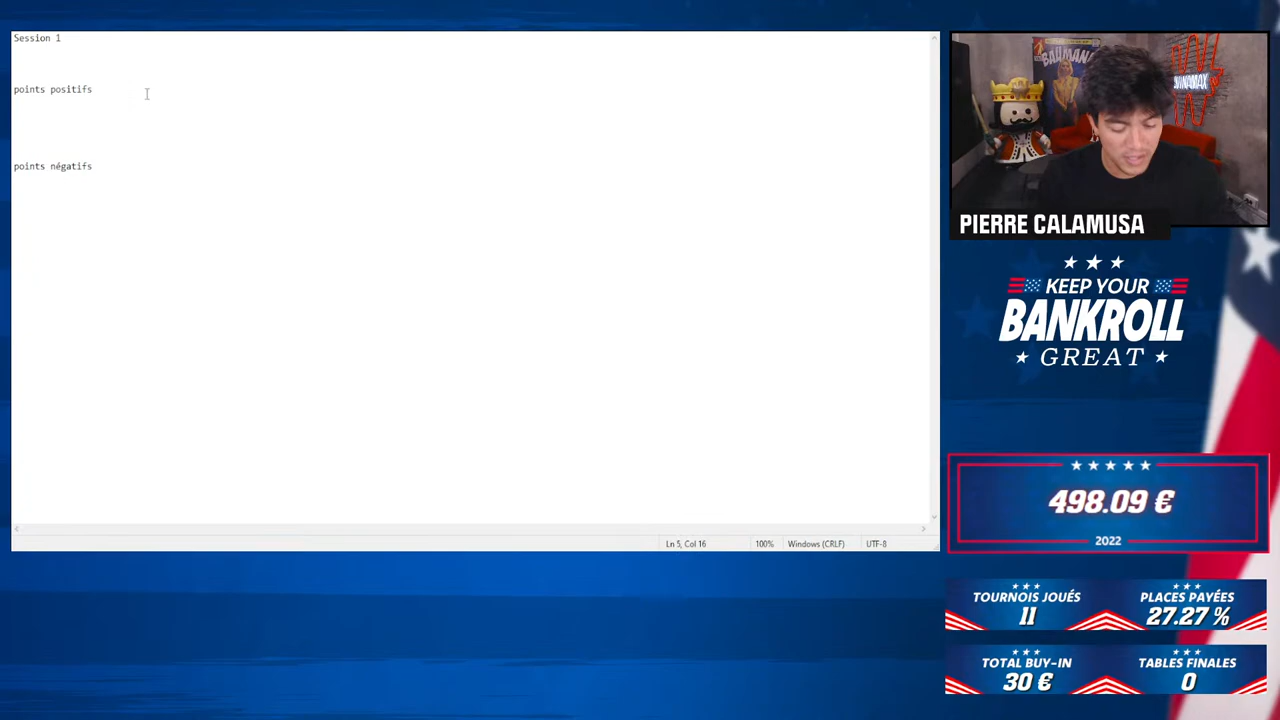 Session 1
points positifs
points négatifs
Ln 5, Col 16
100%
Windows (CRLF)
UTF-8
WINAMAX
PIERRE CALAMUSA
KEEP YOUR
BANKROLL
GREAT
498.09 €
2022
TOURNOIS JOUÉS
11
PLACES PAYÉES
27.27 %
TOTAL BUY-IN
30 €
TABLES FINALES
0